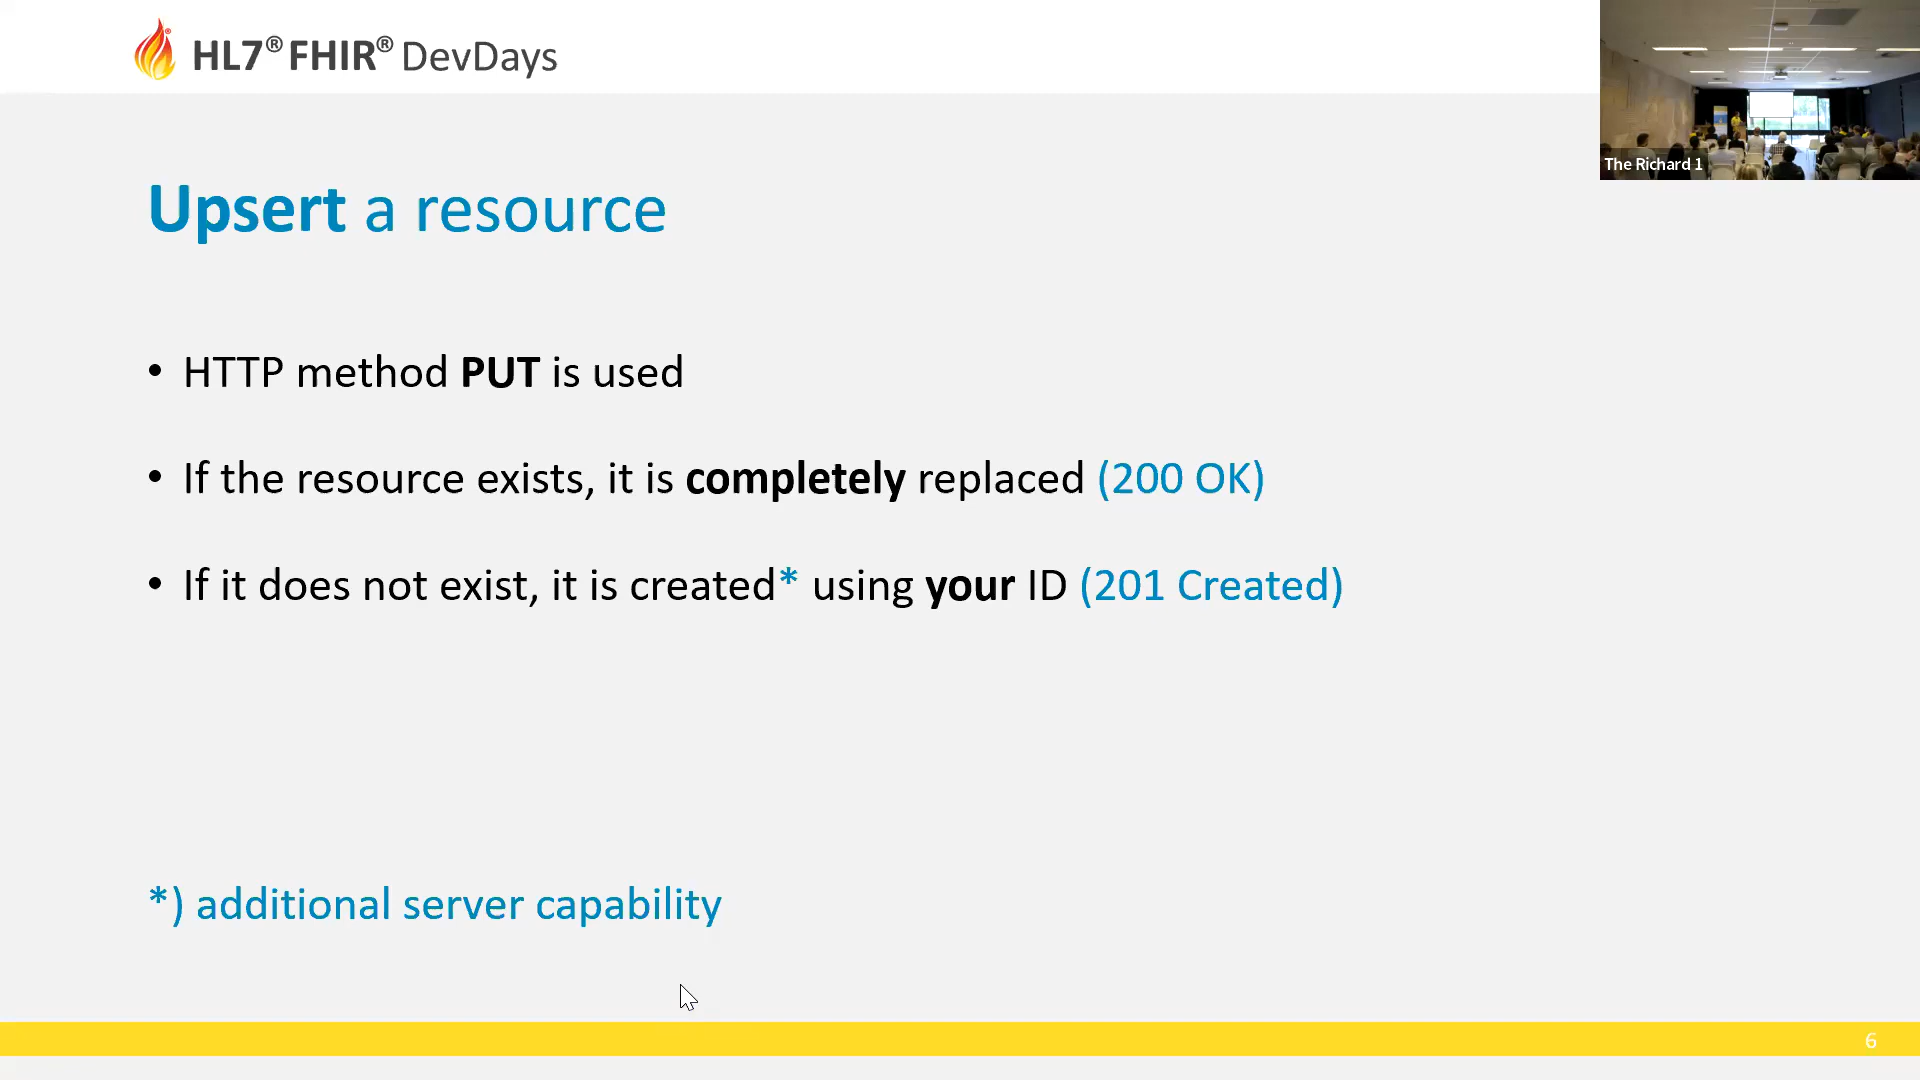 HL7® FHIR® DevDays
The Richard 1
Upsert a resource
• HTTP method PUT is used
• If the resource exists, it is completely replaced (200 OK)
• If it does not exist, it is created* using your ID (201 Created)
*) additional server capability
6